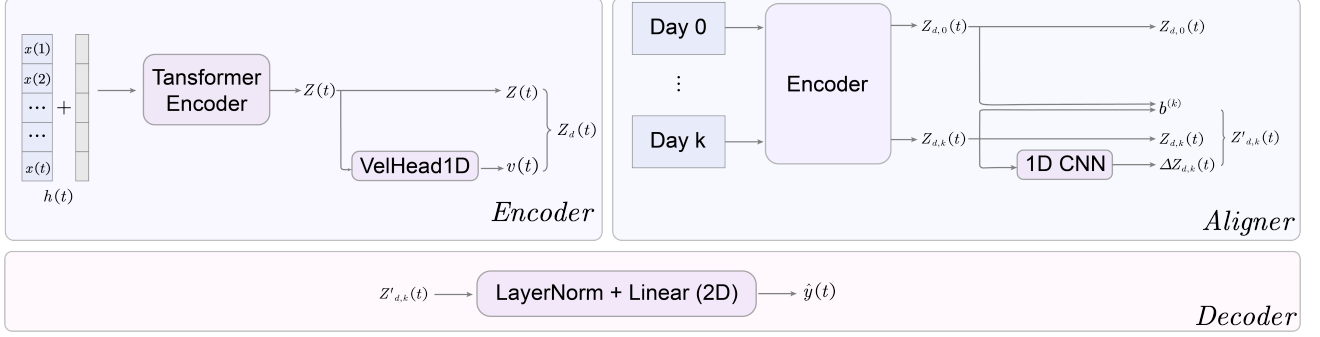 x(1)
x(2)
...
...
x(t)
+
h(t)
Tansformer
Encoder
Z(t)
Z(t)
VelHead1D
v(t)
Z_d(t)
Encoder
Day 0
⋮
Day k
Encoder
Z_{d,0}(t)
Z_{d,0}(t)
b^{(k)}
Z_{d,k}(t)
Z_{d,k}(t)
1D CNN
ΔZ_{d,k}(t)
Z'_{d,k}(t)
Aligner
Z'_{d,k}(t)
LayerNorm + Linear (2D)
ŷ(t)
Decoder